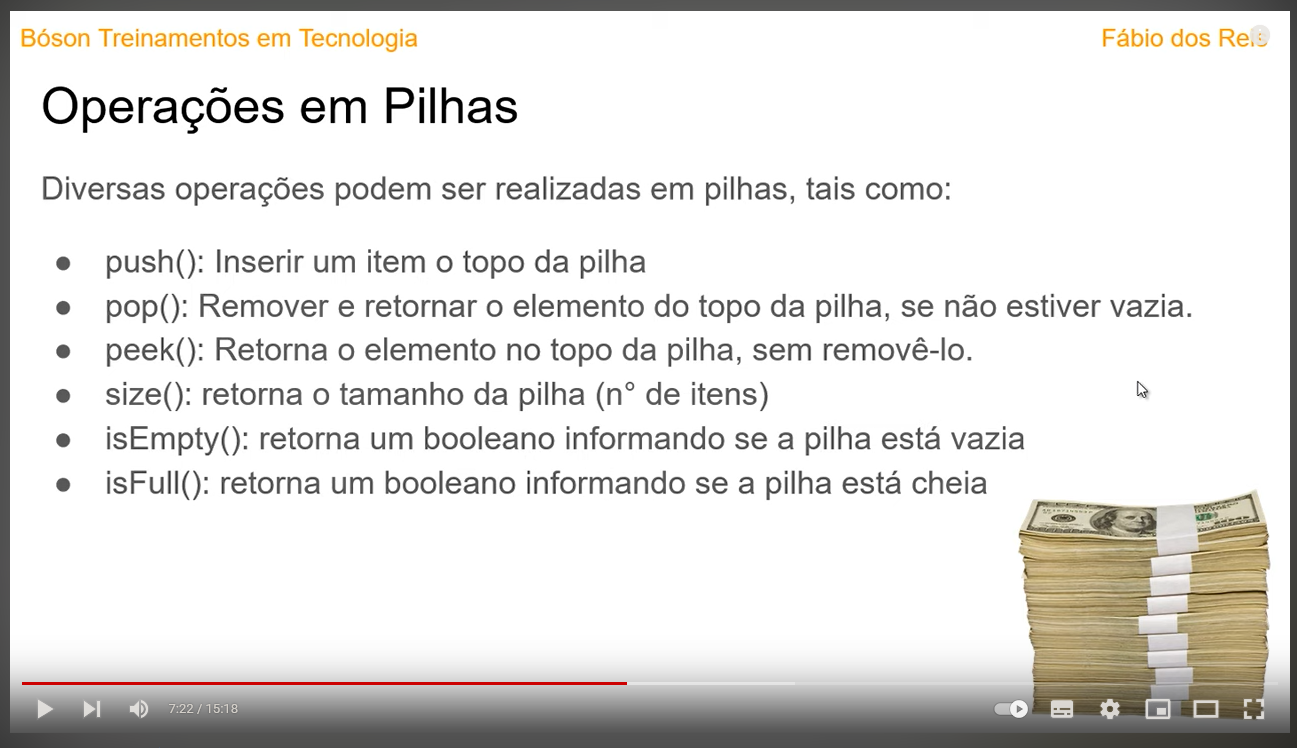 Bóson Treinamentos em Tecnologia
Fábio dos Reis
Operações em Pilhas
Diversas operações podem ser realizadas em pilhas, tais como:
● push(): Inserir um item o topo da pilha
● pop(): Remover e retornar o elemento do topo da pilha, se não estiver vazia.
● peek(): Retorna o elemento no topo da pilha, sem removê-lo.
● size(): retorna o tamanho da pilha (n° de itens)
● isEmpty(): retorna um booleano informando se a pilha está vazia
● isFull(): retorna um booleano informando se a pilha está cheia
7:22 / 15:18